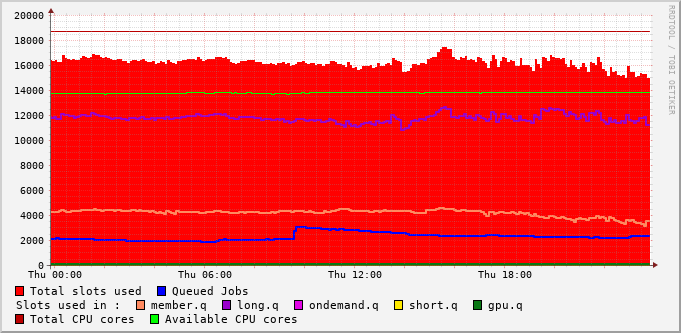 20000
18000
16000
14000
12000
10000
8000
6000
4000
2000
0
Thu 00:00 Thu 06:00 Thu 12:00 Thu 18:00
RRDTOOL / TOBI OETIKER
Total slots used Queued Jobs
Slots used in : member.q long.q ondemand.q short.q gpu.q
Total CPU cores Available CPU cores